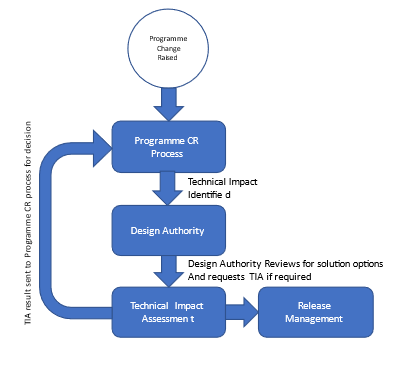 Programme
Change
Raised
Programme CR
Process
Technical Impact
Identifie d
Design Authority
Design Authority Reviews for solution options
And requests TIA if required
Technical Impact
Assessmen t
Release
Management
TIA result sent to Programme CR process for decision